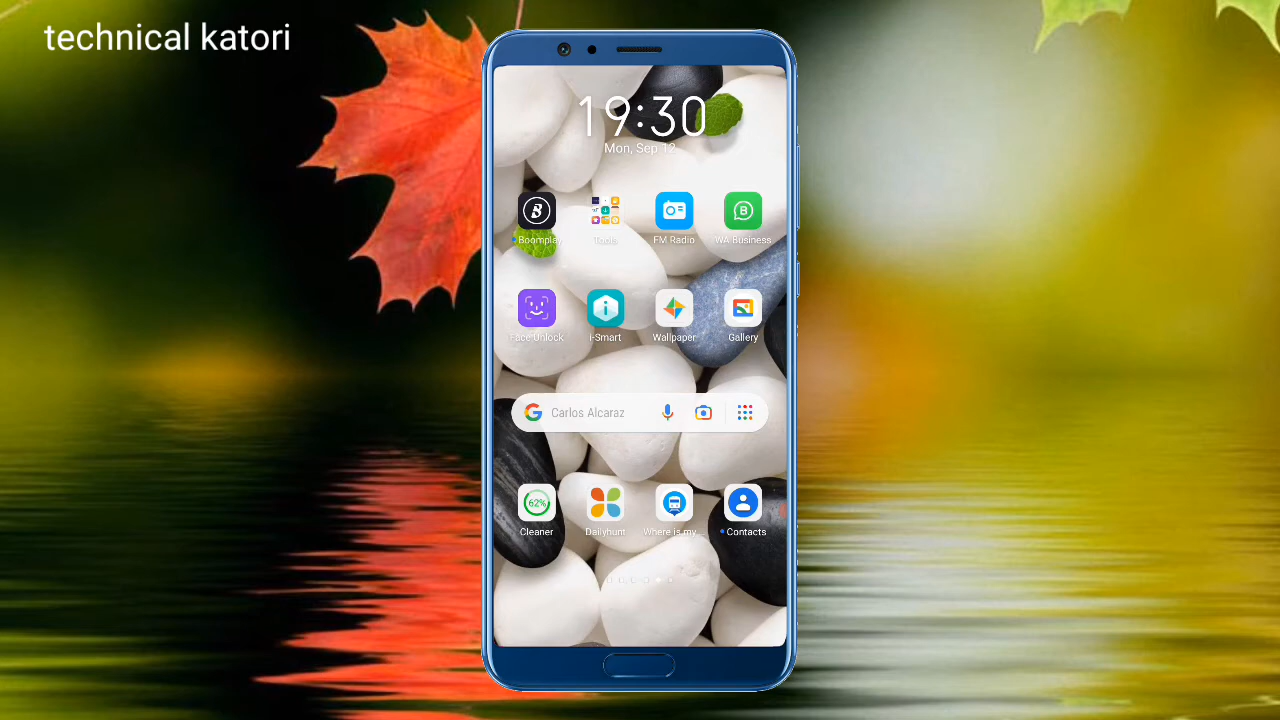 technical katori
19:30
Mon, Sep 12
Boomplay
Tools
FM Radio
WA Business
Face Unlock
i-Smart
Wallpaper
Gallery
Carlos Alcaraz
62%
Cleaner
Dailyhunt
Where is my...
Contacts